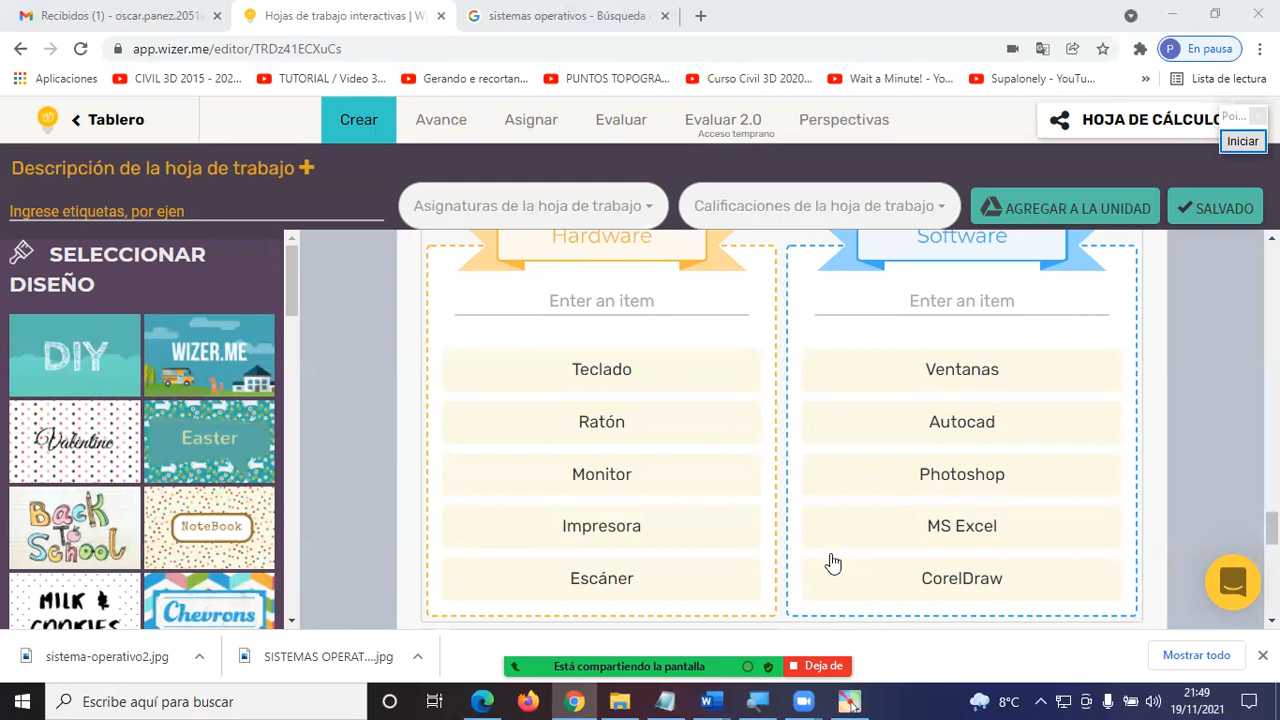 Recibidos (1) - oscar.panez.2051
Hojas de trabajo interactivas | W
sistemas operativos - Búsqueda
app.wizer.me/editor/TRDz41ECXuCs
P En pausa
Aplicaciones
CIVIL 3D 2015 - 202...
TUTORIAL / Video 3...
Gerando e recortan...
PUNTOS TOPOGRA...
Curso Civil 3D 2020...
Wait a Minute! - Yo...
Supalonely - YouTu...
»
Lista de lectura
Tablero
Crear
Avance
Asignar
Evaluar
Evaluar 2.0
Acceso temprano
Perspectivas
HOJA DE CÁLCULO
Poi...
Iniciar
Descripción de la hoja de trabajo +
Ingrese etiquetas, por ejen
Asignaturas de la hoja de trabajo
Calificaciones de la hoja de trabajo
AGREGAR A LA UNIDAD
SALVADO
SELECCIONAR
DISEÑO
DIY
WIZER.ME
Valentine
Easter
BACK
To
SCHOOL
NoteBook
MILK &
COOKIES
Chevrons
Hardware
Enter an item
Teclado
Ratón
Monitor
Impresora
Escáner
Software
Enter an item
Ventanas
Autocad
Photoshop
MS Excel
CorelDraw
sistema-operativo2.jpg
SISTEMAS OPERAT....jpg
Está compartiendo la pantalla
Deja de
Mostrar todo
Escribe aquí para buscar
8°C
21:49
19/11/2021